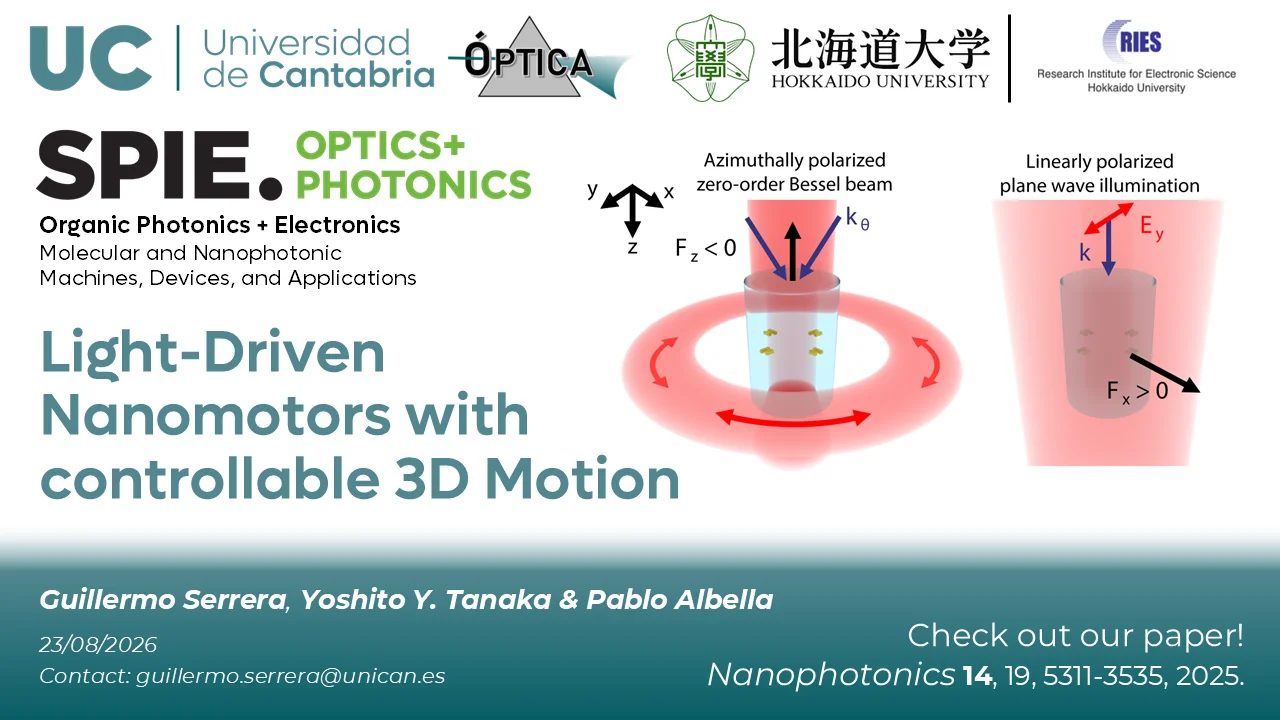 UC
Universidad
de Cantabria
ÓPTICA
北海道大学
HOKKAIDO UNIVERSITY
RIES
Research Institute for Electronic Science
Hokkaido University
SPIE.
OPTICS+
PHOTONICS
Organic Photonics + Electronics
Molecular and Nanophotonic
Machines, Devices, and Applications
Light-Driven
Nanomotors with
controllable 3D Motion
Azimuthally polarized
zero-order Bessel beam
y
x
z
F z < 0
k θ
Linearly polarized
plane wave illumination
E y
k
F x > 0
Guillermo Serrera, Yoshito Y. Tanaka & Pablo Albella
23/08/2026
Contact: guillermo.serrera@unican.es
Check out our paper!
Nanophotonics 14, 19, 5311-3535, 2025.